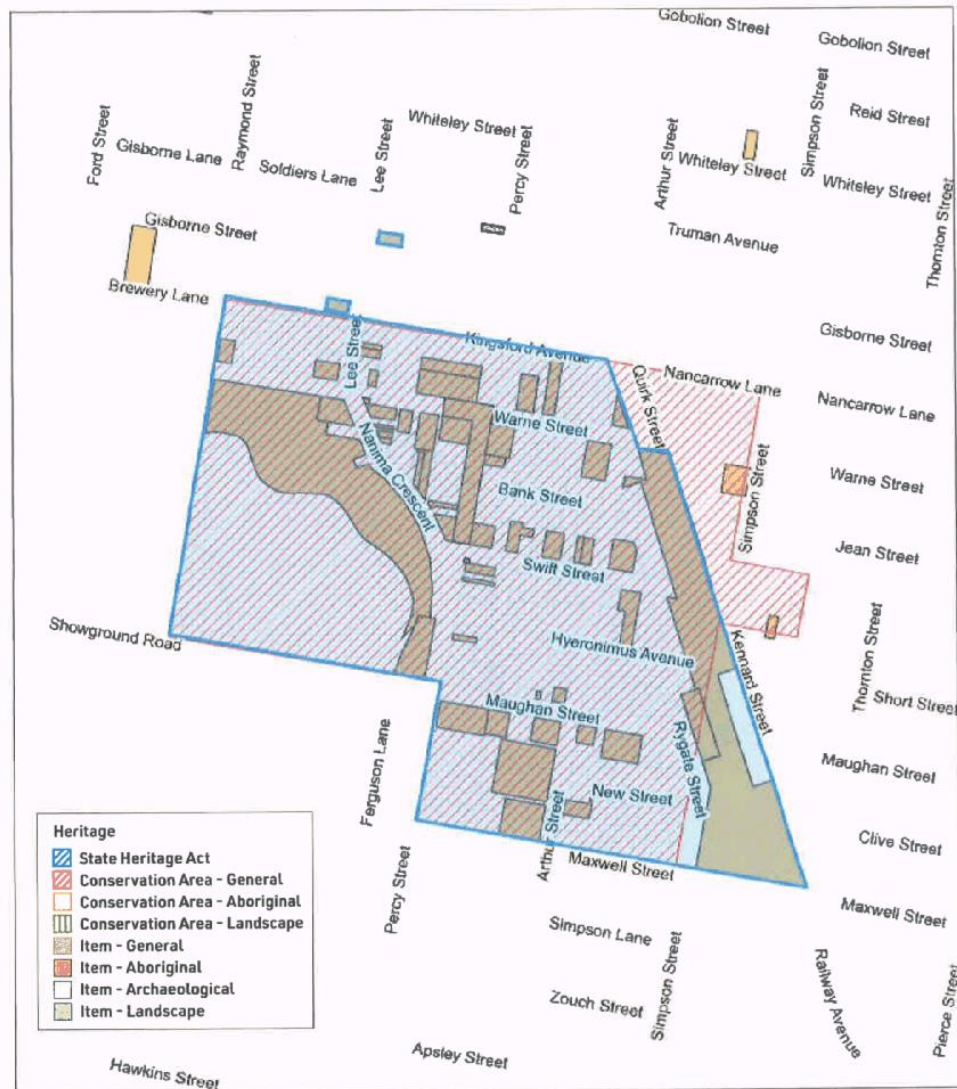 Gobolion Street
Gobolion Street
Raymond Street
Simpson Street
Reid Street
Ford Street
Whiteley Street
Lee Street
Percy Street
Arthur Street
Gisborne Lane
Soldiers Lane
Whiteley Street
Whiteley Street
Thornton Street
Gisborne Street
Truman Avenue
Brewery Lane
Gisborne Street
Lee Street
Kingsford Avenue
Quirk Street
Nancarrow Lane
Nancarrow Lane
Warne Street
Nanima Crescent
Bank Street
Simpson Street
Warne Street
Jean Street
Swift Street
Showground Road
Hyeronimus Avenue
Kennard Street
Thornton Street
Short Street
Maughan Street
Rygate Street
Maughan Street
Ferguson Lane
New Street
Arthur Street
Clive Street
Maxwell Street
Percy Street
Maxwell Street
Simpson Lane
Simpson Street
Zouch Street
Railway Avenue
Pierce Street
Apsley Street
Hawkins Street
Heritage
State Heritage Act
Conservation Area - General
Conservation Area - Aboriginal
Conservation Area - Landscape
Item - General
Item - Aboriginal
Item - Archaeological
Item - Landscape